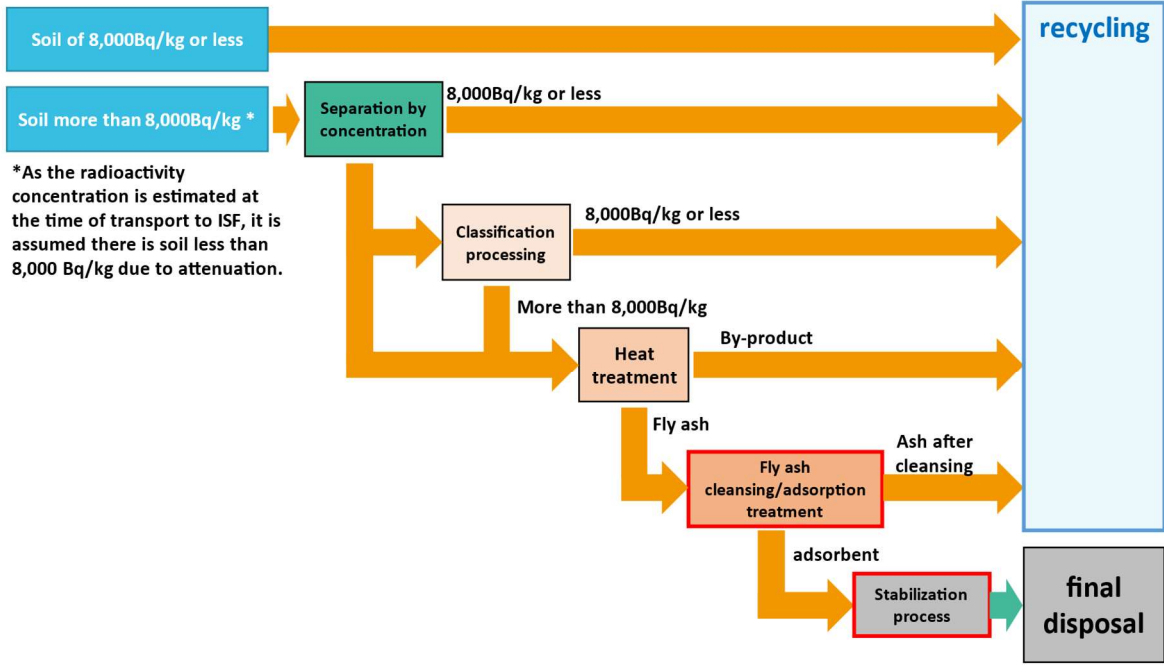 Soil of 8,000Bq/kg or less
recycling
Soil more than 8,000Bq/kg *
Separation by
concentration
8,000Bq/kg or less
*As the radioactivity
concentration is estimated at
the time of transport to ISF, it is
assumed there is soil less than
8,000 Bq/kg due to attenuation.
Classification
processing
8,000Bq/kg or less
More than 8,000Bq/kg
Heat
treatment
By-product
Fly ash
Fly ash
cleansing/adsorption
treatment
Ash after
cleansing
adsorbent
Stabilization
process
final
disposal